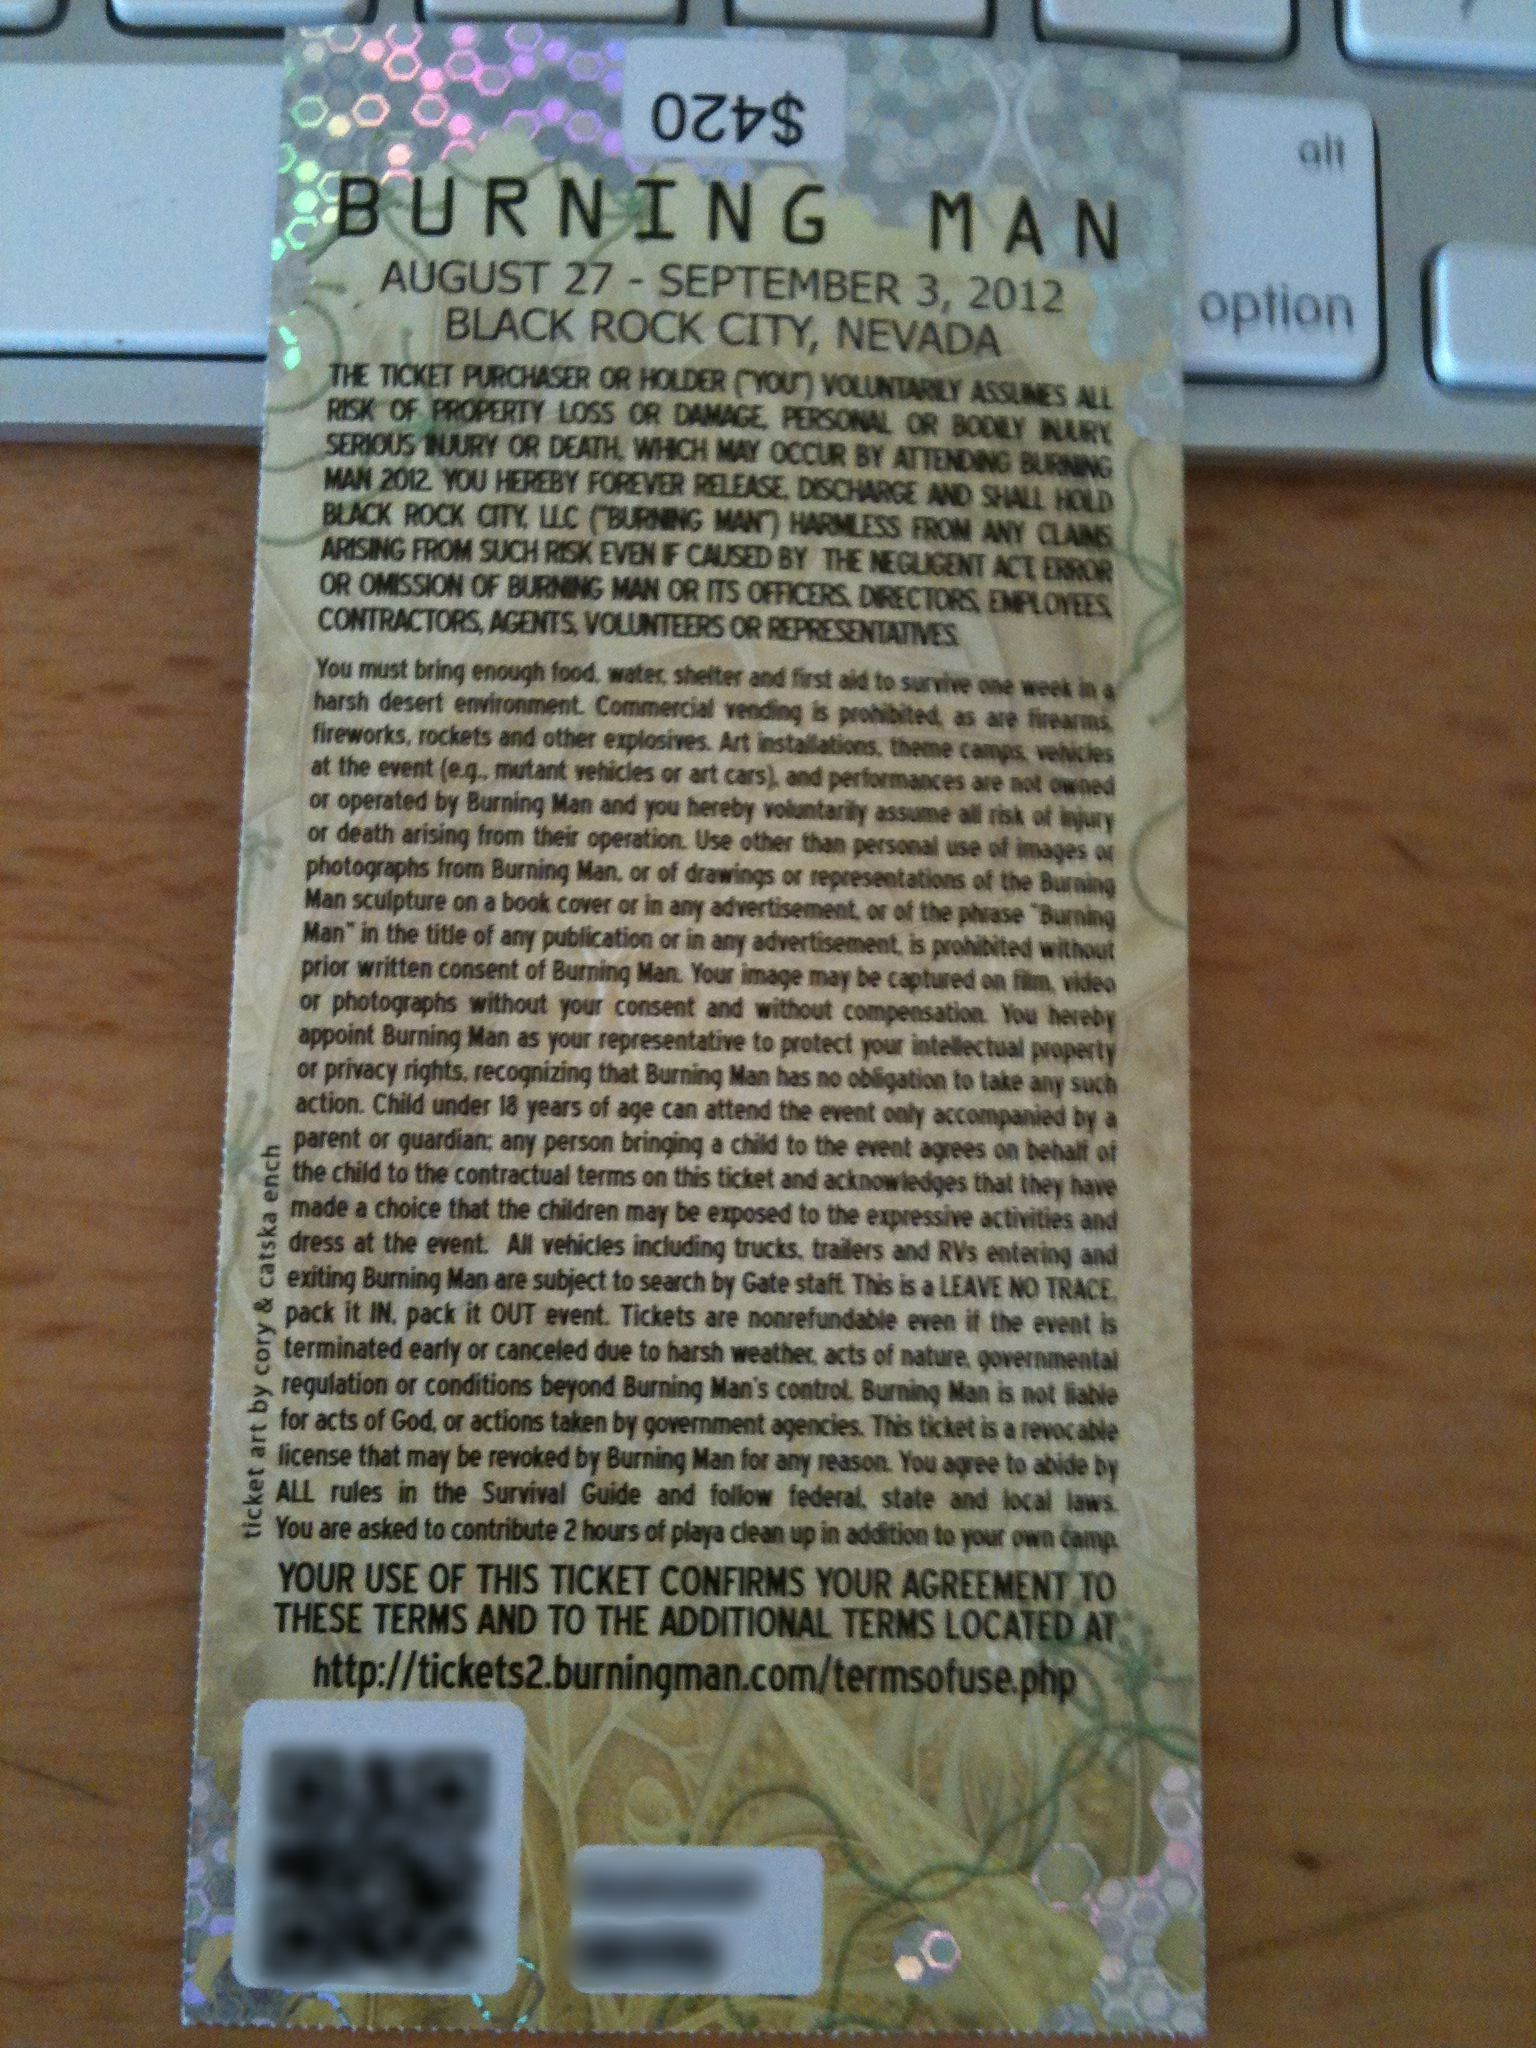 $420
BURNING MAN
AUGUST 27 - SEPTEMBER 3, 2012
BLACK ROCK CITY, NEVADA
THE TICKET PURCHASER OR HOLDER ("YOU") VOLUNTARILY ASSUMES ALL
RISK OF PROPERTY LOSS OR DAMAGE, PERSONAL OR BODILY INJURY,
SERIOUS INJURY OR DEATH, WHICH MAY OCCUR BY ATTENDING BURNING
MAN 2012. YOU HEREBY FOREVER RELEASE, DISCHARGE AND SHALL HOLD
BLACK ROCK CITY, LLC ("BURNING MAN") HARMLESS FROM ANY CLAIMS
ARISING FROM SUCH RISK EVEN IF CAUSED BY THE NEGLIGENT ACT, ERROR
OR OMISSION OF BURNING MAN OR ITS OFFICERS, DIRECTORS, EMPLOYEES,
CONTRACTORS, AGENTS, VOLUNTEERS OR REPRESENTATIVES.
You must bring enough food, water, shelter and first aid to survive one week in a
harsh desert environment. Commercial vending is prohibited, as are firearms,
fireworks, rockets and other explosives. Art installations, theme camps, vehicles
at the event (e.g., mutant vehicles or art cars), and performances are not owned
or operated by Burning Man and you hereby voluntarily assume all risk of injury
or death arising from their operation. Use other than personal use of images or
photographs from Burning Man, or of drawings or representations of the Burning
Man sculpture on a book cover or in any advertisement, or of the phrase "Burning
Man" in the title of any publication or in any advertisement, is prohibited without
prior written consent of Burning Man. Your image may be captured on film, video
or photographs without your consent and without compensation. You hereby
appoint Burning Man as your representative to protect your intellectual property
or privacy rights, recognizing that Burning Man has no obligation to take any such
action. Child under 18 years of age can attend the event only accompanied by a
parent or guardian; any person bringing a child to the event agrees on behalf of
the child to the contractual terms on this ticket and acknowledges that they have
made a choice that the children may be exposed to the expressive activities and
dress at the event. All vehicles including trucks, trailers and RVs entering and
exiting Burning Man are subject to search by Gate staff. This is a LEAVE NO TRACE,
pack it IN, pack it OUT event. Tickets are nonrefundable even if the event is
terminated early or canceled due to harsh weather, acts of nature, governmental
regulation or conditions beyond Burning Man's control. Burning Man is not liable
for acts of God, or actions taken by government agencies. This ticket is a revocable
license that may be revoked by Burning Man for any reason. You agree to abide by
ALL rules in the Survival Guide and follow federal, state and local laws.
You are asked to contribute 2 hours of playa clean up in addition to your own camp.
YOUR USE OF THIS TICKET CONFIRMS YOUR AGREEMENT TO
THESE TERMS AND TO THE ADDITIONAL TERMS LOCATED AT
http://tickets2.burningman.com/termsofuse.php
ticket art by cory & catska ench
alt
option